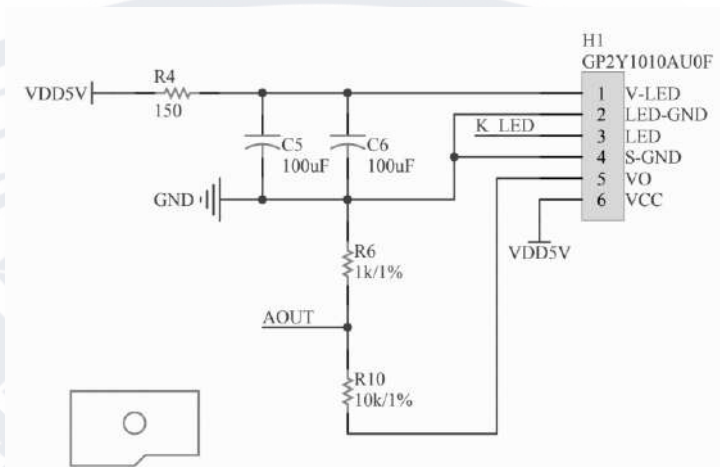 H1
GP2Y1010AU0F
VDD5V
R4
150
1 V-LED
2 LED-GND
K_LED 3 LED
4 S-GND
5 VO
6 VCC
C5
100uF
C6
100uF
GND
VDD5V
R6
1k/1%
AOUT
R10
10k/1%